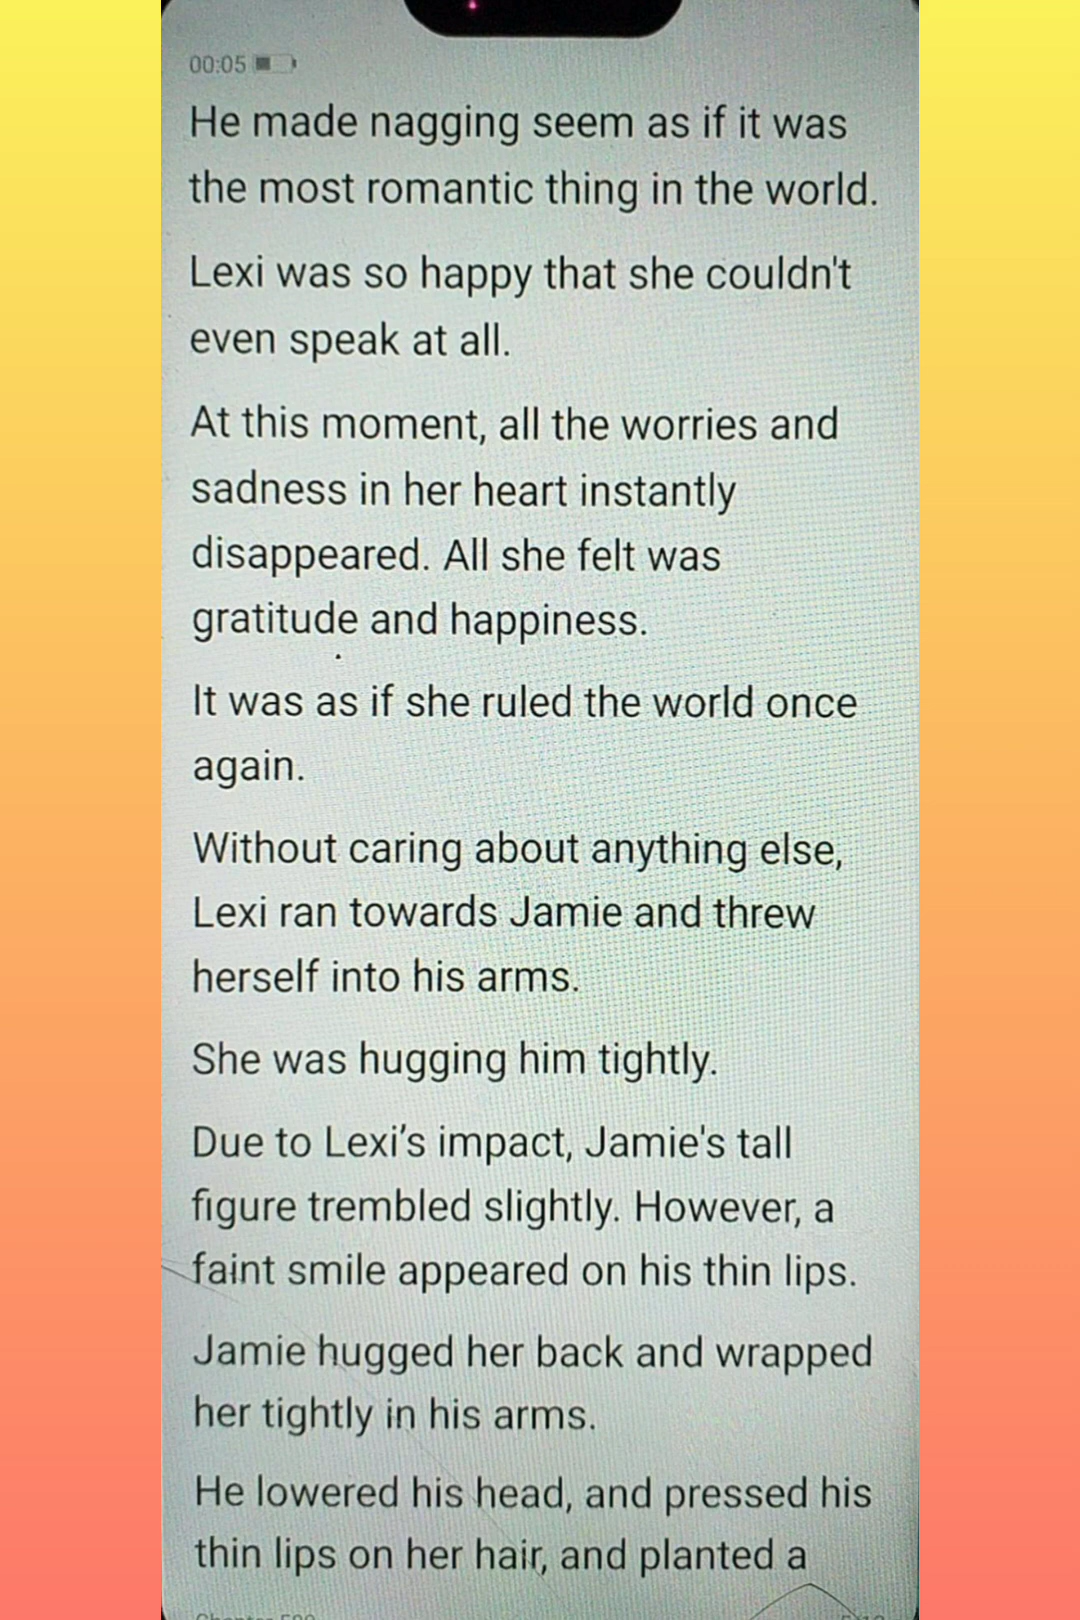 00:05
He made nagging seem as if it was
the most romantic thing in the world.
Lexi was so happy that she couldn't
even speak at all.
At this moment, all the worries and
sadness in her heart instantly
disappeared. All she felt was
gratitude and happiness.
It was as if she ruled the world once
again.
Without caring about anything else,
Lexi ran towards Jamie and threw
herself into his arms.
She was hugging him tightly.
Due to Lexi's impact, Jamie's tall
figure trembled slightly. However, a
faint smile appeared on his thin lips.
Jamie hugged her back and wrapped
her tightly in his arms.
He lowered his head, and pressed his
thin lips on her hair, and planted a